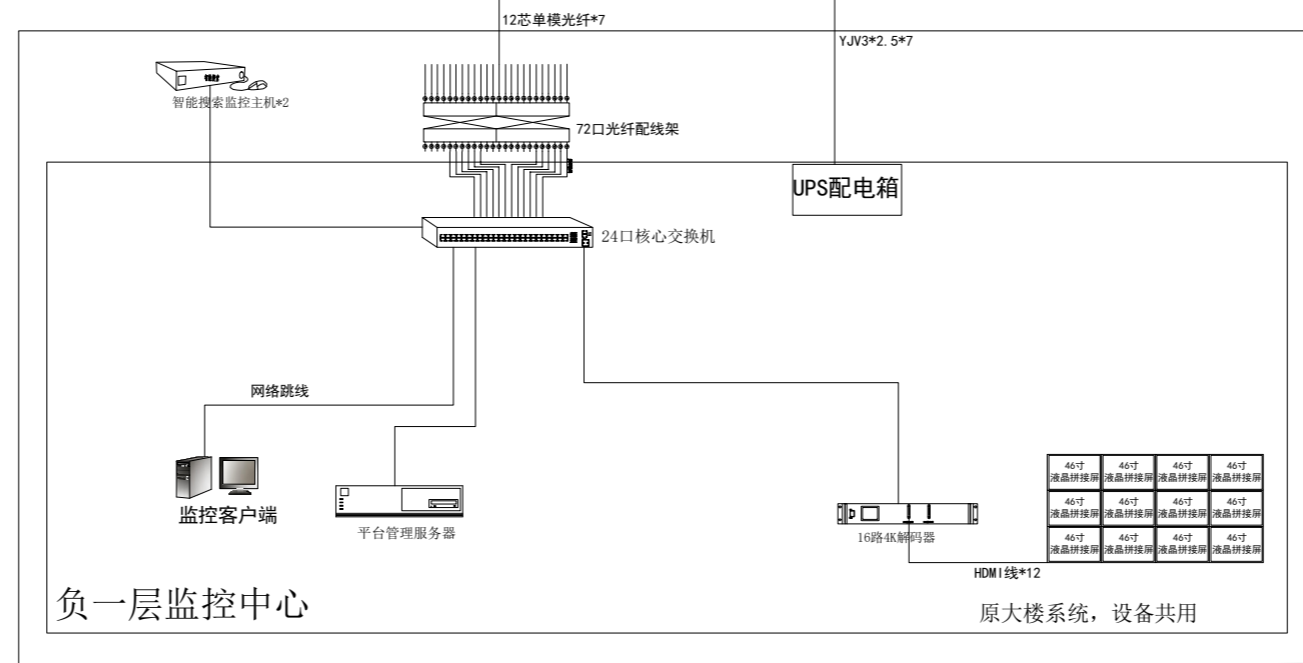 12芯单模光纤*7
YJV3*2.5*7
智能搜索监控主机*2
72口光纤配线架
UPS配电箱
24口核心交换机
网络跳线
监控客户端
平台管理服务器
16路4K解码器
HDMI线*12
46寸 46寸 46寸 46寸
液晶拼接屏 液晶拼接屏 液晶拼接屏 液晶拼接屏
46寸 46寸 46寸 46寸
液晶拼接屏 液晶拼接屏 液晶拼接屏 液晶拼接屏
46寸 46寸 46寸 46寸
液晶拼接屏 液晶拼接屏 液晶拼接屏 液晶拼接屏
负一层监控中心
原大楼系统，设备共用